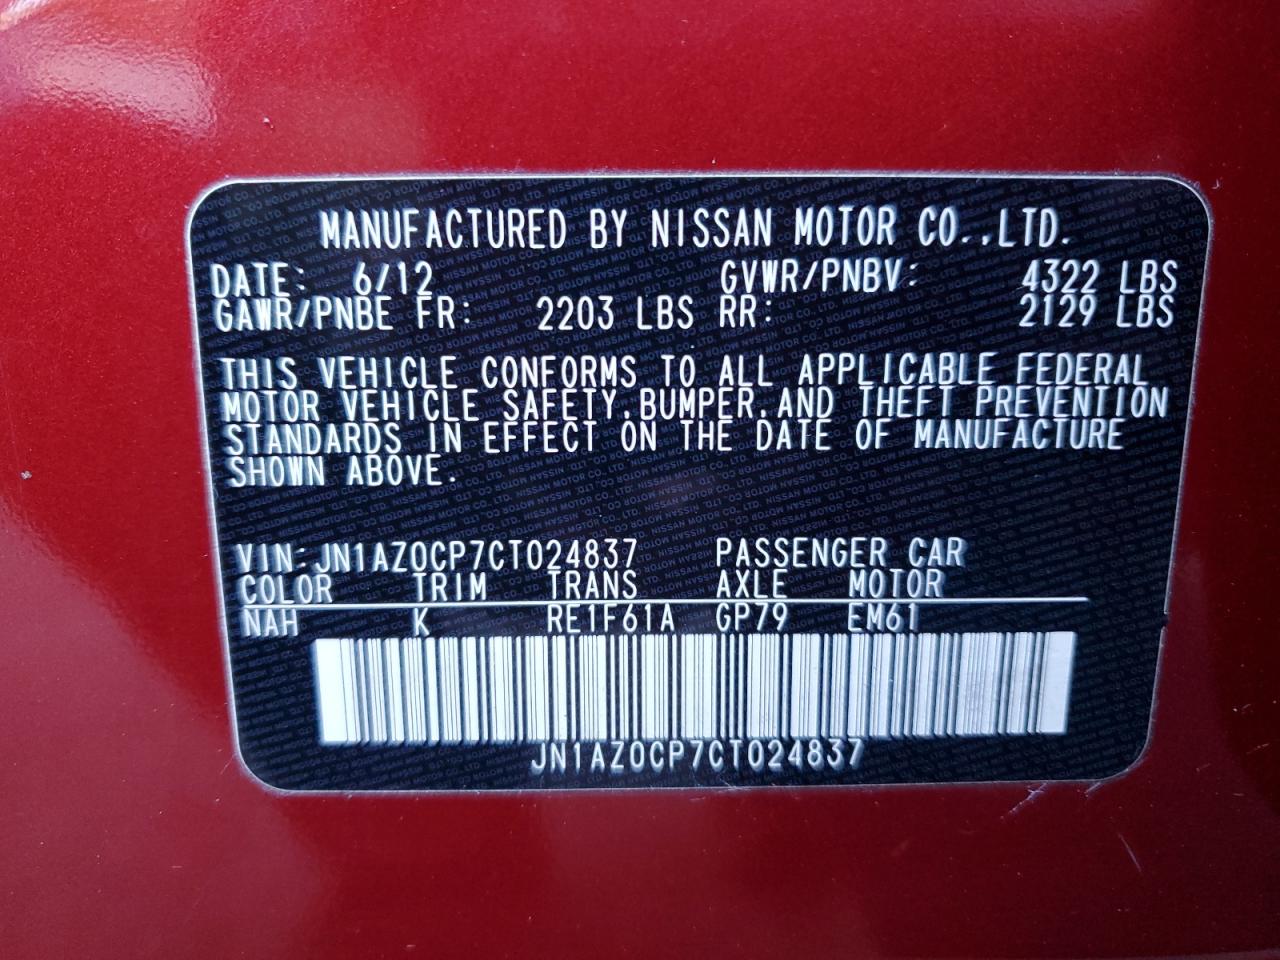 MANUFACTURED BY NISSAN MOTOR CO.,LTD.
DATE: 6/12 GVWR/PNBV: 4322 LBS
GAWR/PNBE FR: 2203 LBS RR: 2129 LBS
THIS VEHICLE CONFORMS TO ALL APPLICABLE FEDERAL
MOTOR VEHICLE SAFETY,BUMPER,AND THEFT PREVENTION
STANDARDS IN EFFECT ON THE DATE OF MANUFACTURE
SHOWN ABOVE.
VIN:JN1AZ0CP7CT024837 PASSENGER CAR
COLOR TRIM TRANS AXLE MOTOR
NAH K RE1F61A GP79 EM61
JN1AZ0CP7CT024837